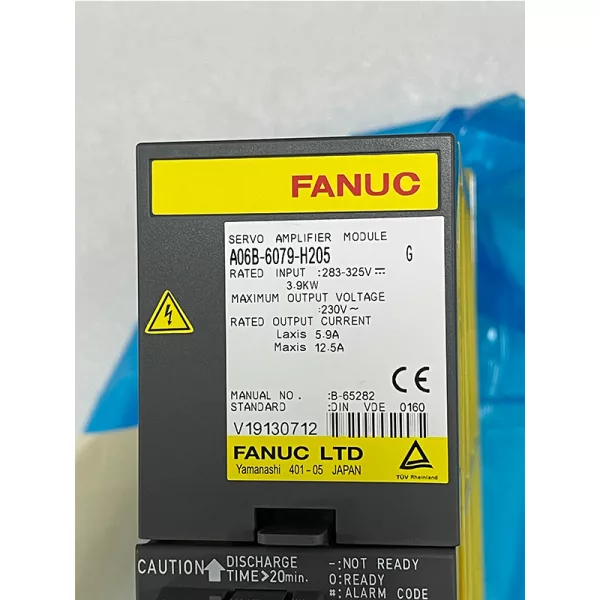 FANUC
SERVO AMPLIFIER MODULE
A06B-6079-H205 G
RATED INPUT :283-325V⎓
3.9KW
MAXIMUM OUTPUT VOLTAGE
:230V~
RATED OUTPUT CURRENT
Laxis 5.9A
Maxis 12.5A
CE
MANUAL NO. :B-65282
STANDARD :DIN VDE 0160
V19130712
FANUC LTD
Yamanashi 401-05 JAPAN
TÜV Rheinland
CAUTION DISCHARGE TIME>20min.
-:NOT READY
0:READY
#:ALARM CODE